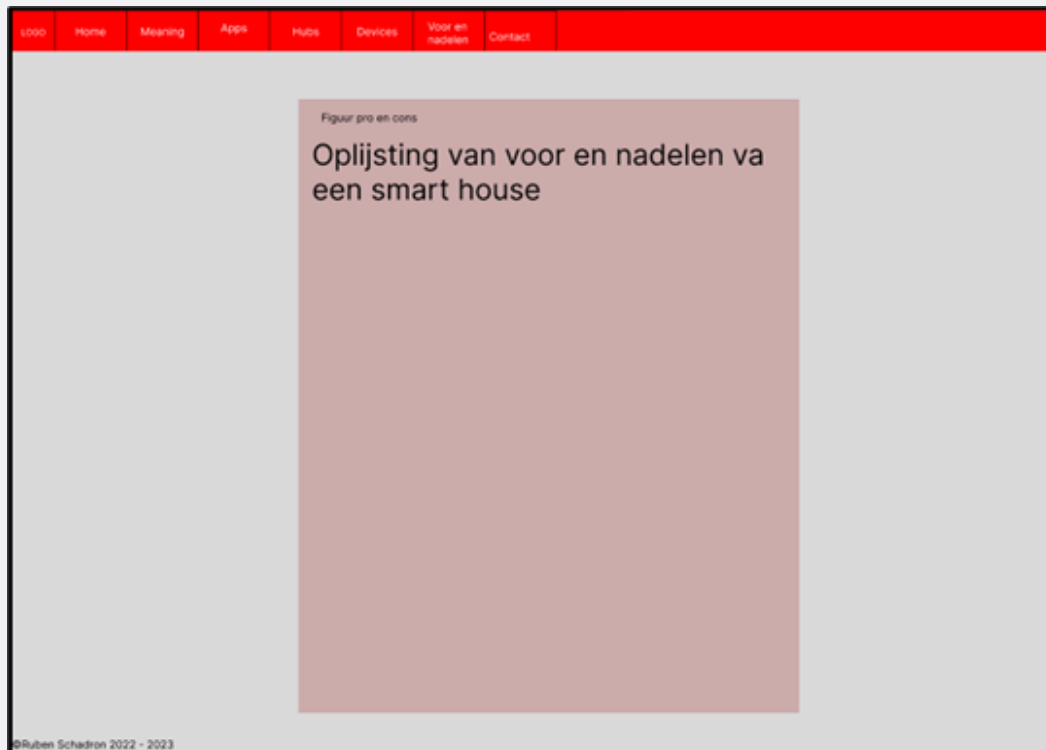 LOGO
Home
Meaning
Apps
Hubs
Devices
Voor en
nadelen
Contact
Figuur pro en cons
Oplijsting van voor en nadelen va
een smart house
©Ruben Schadron 2022 - 2023